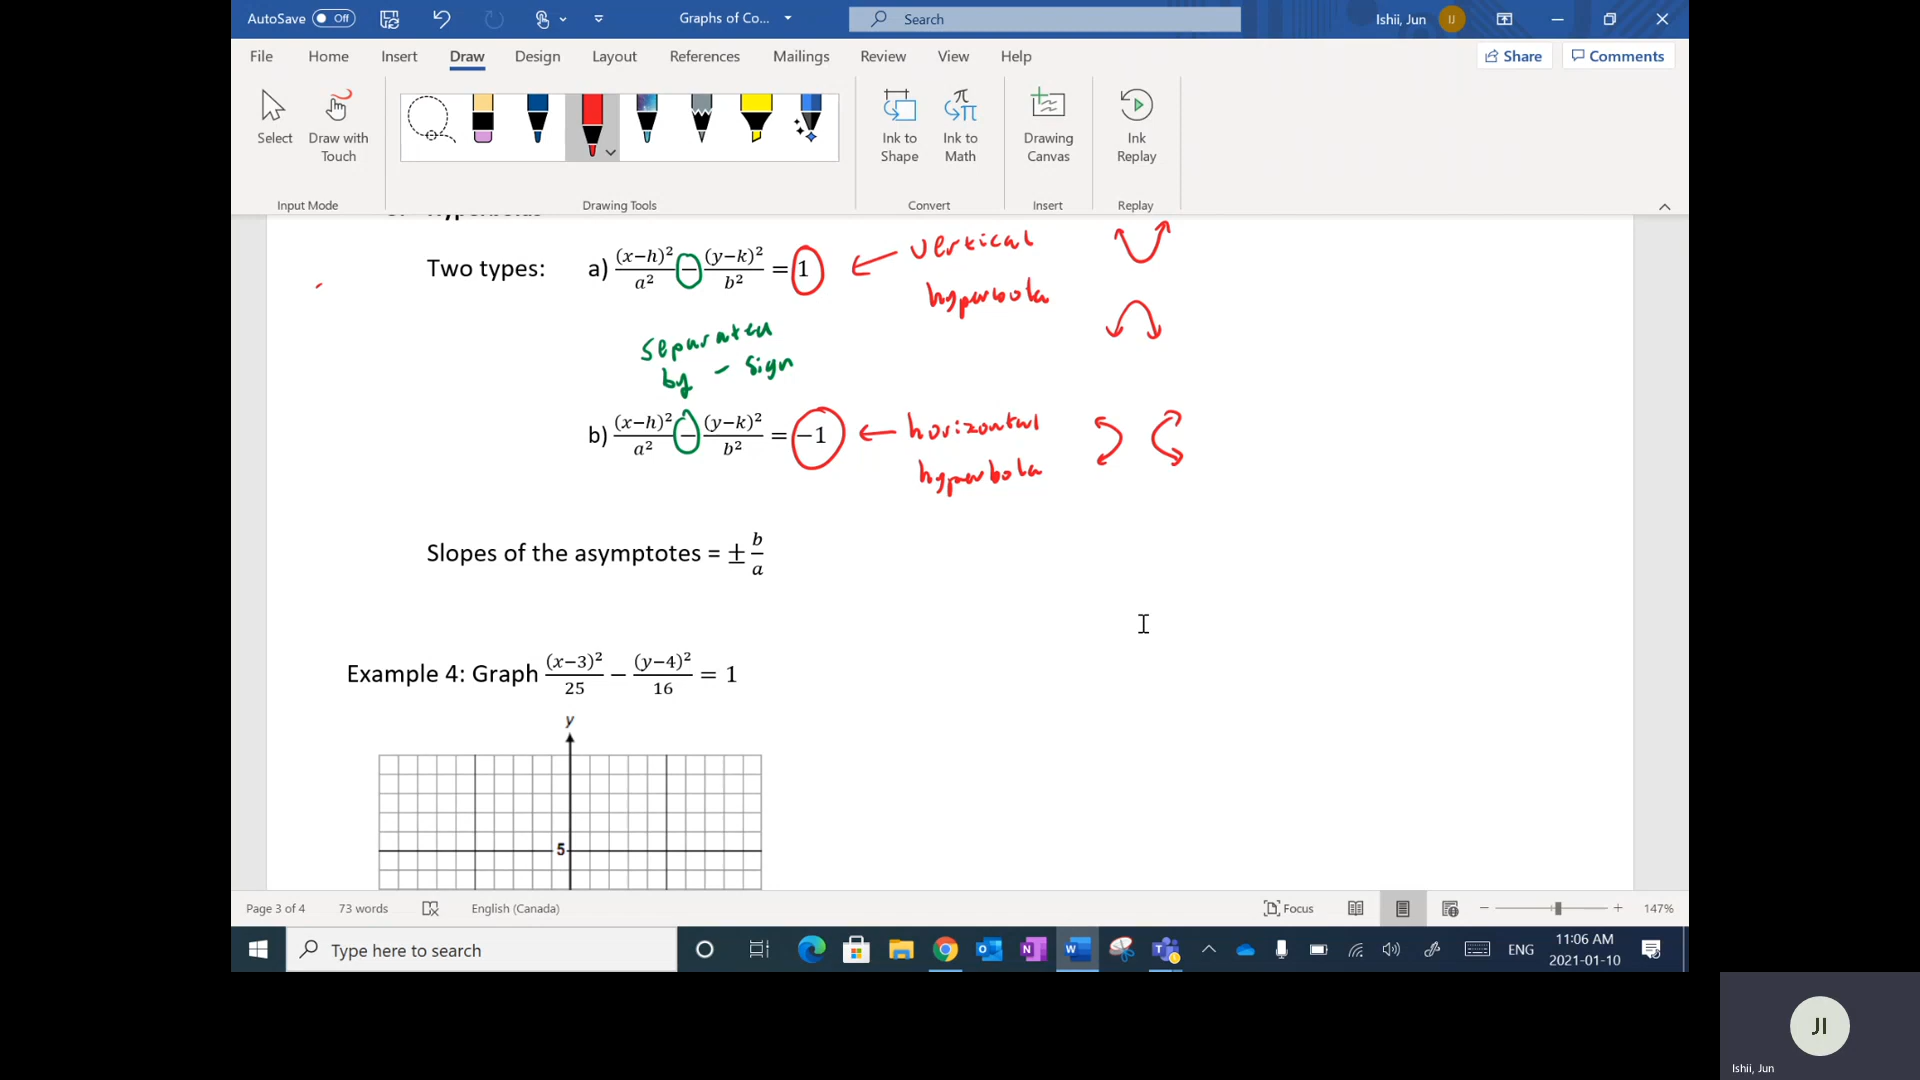 AutoSave Off Graphs of Co... Search Ishii, Jun IJ
File Home Insert Draw Design Layout References Mailings Review View Help Share Comments
Select Draw with Touch Ink to Shape Ink to Math Drawing Canvas Ink Replay
Input Mode Drawing Tools Convert Insert Replay
Two types: a) (x−h)²/a² − (y−k)²/b² = 1 ← vertical
hyperbola
separated
by − sign
b) (x−h)²/a² − (y−k)²/b² = −1 ← horizontal
hyperbola
Slopes of the asymptotes = ± b/a
Example 4: Graph (x−3)²/25 − (y−4)²/16 = 1
y
5
Page 3 of 4 73 words English (Canada) Focus 147%
Type here to search ENG 11:06 AM
2021-01-10
JI
Ishii, Jun